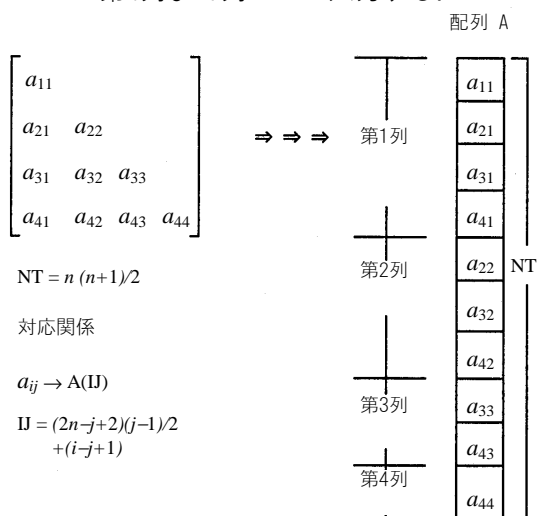 配列 A
a11
a21 a22
a31 a32 a33
a41 a42 a43 a44
⇒ ⇒ ⇒
NT = n (n+1)/2
対応関係
aij → A(IJ)
IJ = (2n−j+2)(j−1)/2
+(i−j+1)
第1列
第2列
第3列
第4列
a11
a21
a31
a41
a22
a32
a42
a33
a43
a44
NT